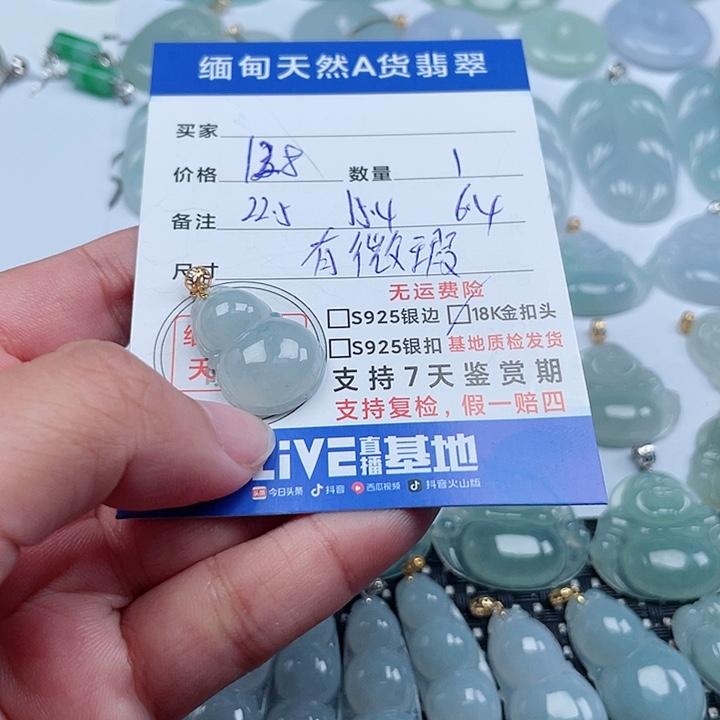 缅甸天然A货翡翠
买家
价格 138 数量 1
备注 22.5 15.4 6.4
尺寸 有微瑕
无运费险
S925银边 18K金扣头
S925银扣 基地质检发货
支持7天鉴赏期
支持复检，假一赔四
LiVE直播基地
头条 今日头条 抖音 西瓜视频 抖音火山版